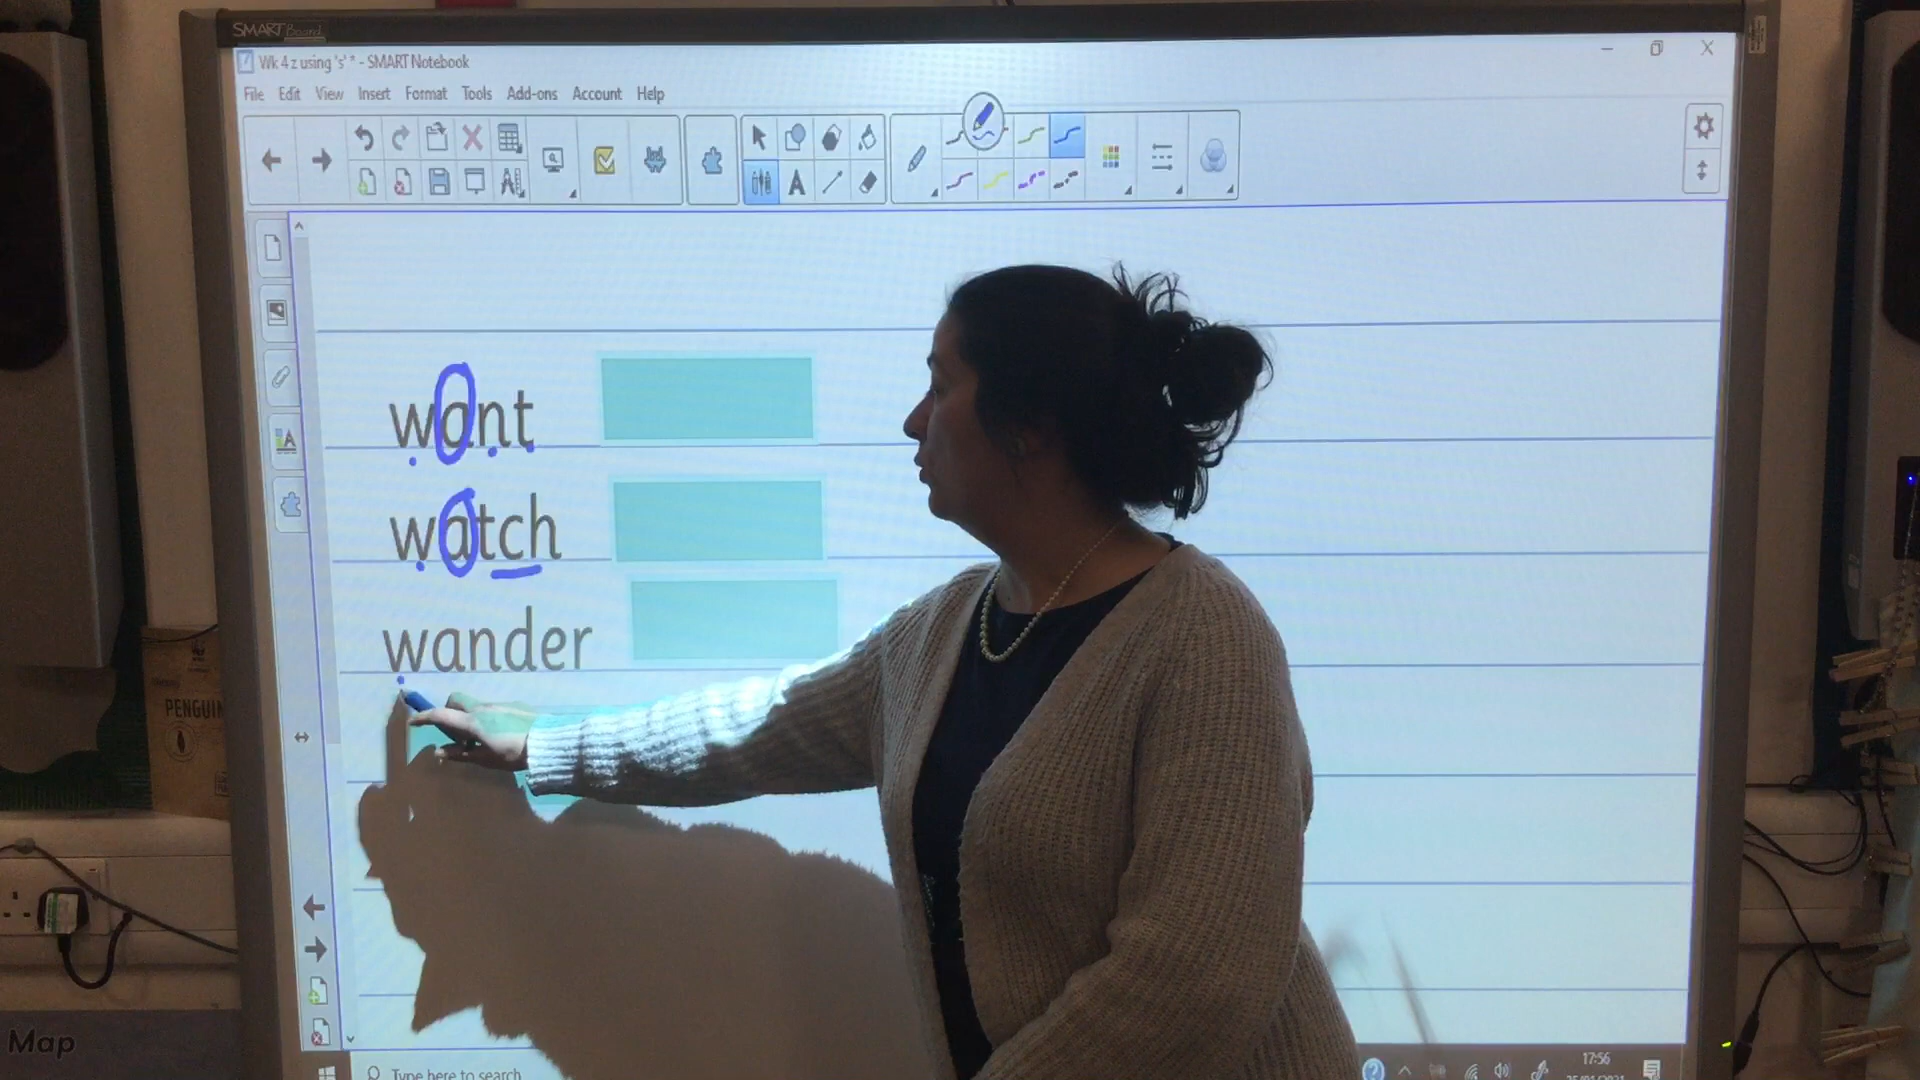 SMART Board
Wk 4 z using 's' * - SMART Notebook
File Edit View Insert Format Tools Add-ons Account Help
want
watch
wander
PENGUIN
Map
Type here to search
17:56